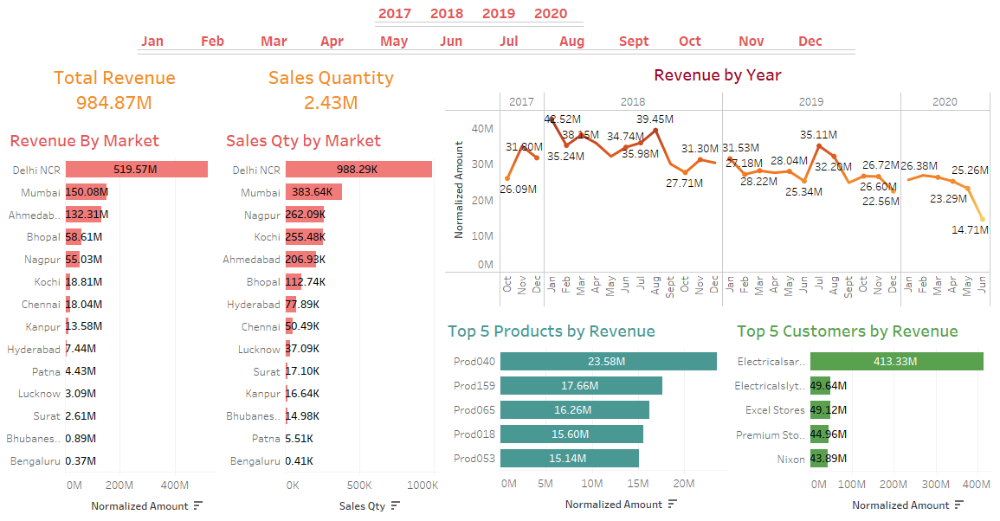 2017 2018 2019 2020
Jan Feb Mar Apr May Jun Jul Aug Sept Oct Nov Dec
Total Revenue
984.87M
Sales Quantity
2.43M
Revenue By Market
Delhi NCR 519.57M
Mumbai 150.08M
Ahmedab.. 132.31M
Bhopal 58.61M
Nagpur 55.03M
Kochi 18.81M
Chennai 18.04M
Kanpur 13.58M
Hyderabad 7.44M
Patna 4.43M
Lucknow 3.09M
Surat 2.61M
Bhubanes.. 0.89M
Bengaluru 0.37M
0M 200M 400M
Normalized Amount
Sales Qty by Market
Delhi NCR 988.29K
Mumbai 383.64K
Nagpur 262.09K
Kochi 255.48K
Ahmedabad 206.93K
Bhopal 112.74K
Hyderabad 77.89K
Chennai 50.49K
Lucknow 37.09K
Surat 17.10K
Kanpur 16.64K
Bhubanes.. 14.98K
Patna 5.51K
Bengaluru 0.41K
0K 500K 1000K
Sales Qty
Revenue by Year
2017 2018 2019 2020
Normalized Amount
40M
30M
20M
10M
0M
26.09M 31.80M
42.52M 35.24M 38.15M 34.74M 35.98M 39.45M 27.71M 31.30M
31.53M 27.18M 28.22M 28.04M 25.34M 35.11M 32.20M 26.60M 26.72M 22.56M
26.38M 23.29M 25.26M 14.71M
Oct Nov Dec Jan Feb Mar Apr May Jun Jul Aug Sept Oct Nov Dec Jan Feb Mar Apr May Jun Jul Aug Sept Oct Nov Dec Jan Feb Mar Apr May Jun
Top 5 Products by Revenue
Prod040 23.58M
Prod159 17.66M
Prod065 16.26M
Prod018 15.60M
Prod053 15.14M
0M 5M 10M 15M 20M
Normalized Amount
Top 5 Customers by Revenue
Electricalsar.. 413.33M
Electricalslyt.. 49.64M
Excel Stores 49.12M
Premium Sto.. 44.96M
Nixon 43.89M
0M 100M 200M 300M 400M
Normalized Amount